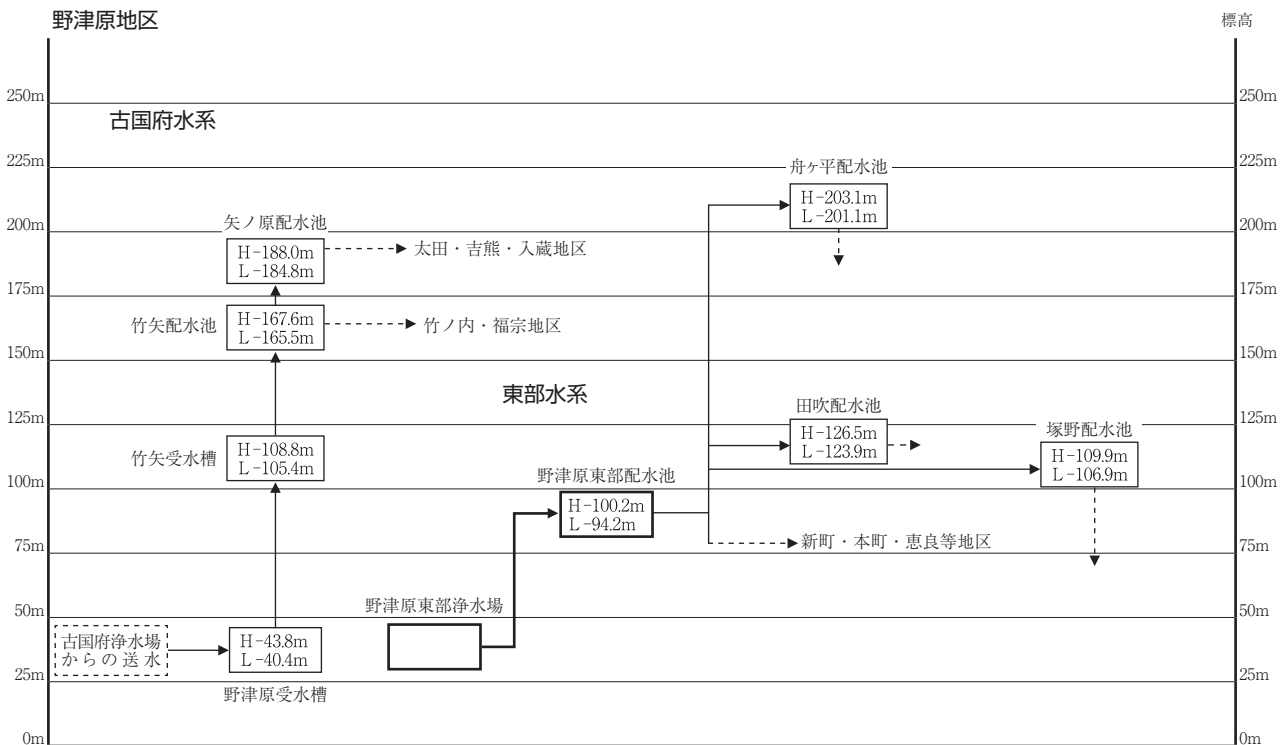 野津原地区
標高
250m
250m
古国府水系
225m
225m
舟ヶ平配水池
H-203.1m
L-201.1m
200m
200m
矢ノ原配水池
H-188.0m
L-184.8m
太田・吉熊・入蔵地区
175m
175m
竹矢配水池
H-167.6m
L-165.5m
竹ノ内・福宗地区
150m
150m
東部水系
125m
125m
田吹配水池
H-126.5m
L-123.9m
塚野配水池
H-109.9m
L-106.9m
竹矢受水槽
H-108.8m
L-105.4m
100m
100m
野津原東部配水池
H-100.2m
L-94.2m
新町・本町・恵良等地区
75m
75m
野津原東部浄水場
50m
50m
古国府浄水場
からの送水
H-43.8m
L-40.4m
野津原受水槽
25m
25m
0m
0m